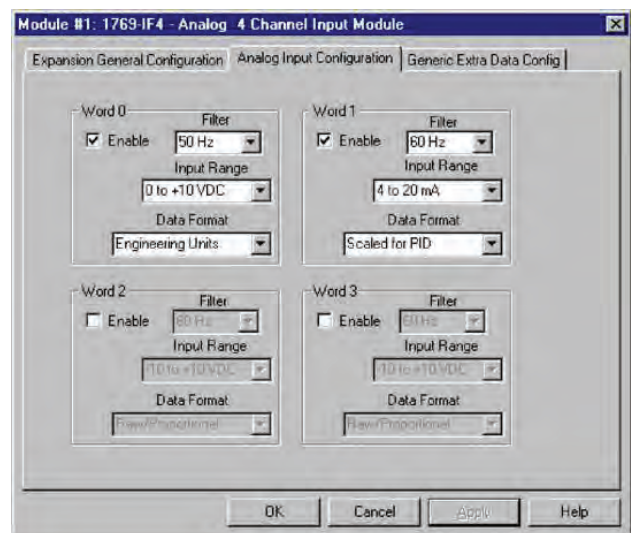 Module #1: 1769-IF4 - Analog 4 Channel Input Module
Expansion General Configuration
Analog Input Configuration
Generic Extra Data Config
Word 0
Filter
Enable
50 Hz
Input Range
0 to +10 VDC
Data Format
Engineering Units
Word 1
Filter
Enable
60 Hz
Input Range
4 to 20 mA
Data Format
Scaled for PID
Word 2
Filter
Enable
60 Hz
Input Range
-10 to +10 VDC
Data Format
Raw/Proportional
Word 3
Filter
Enable
60 Hz
Input Range
-10 to +10 VDC
Data Format
Raw/Proportional
OK
Cancel
Apply
Help